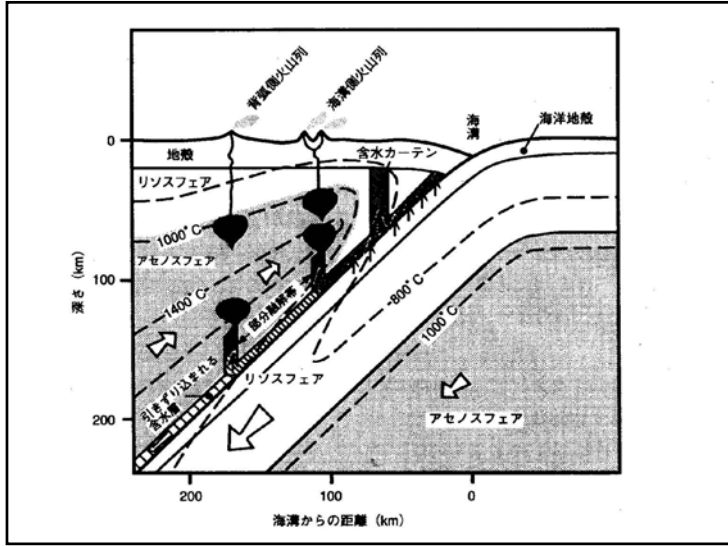 背弧側火山列
海溝側火山列
海溝
海洋地殻
0
地殻
含水カーテン
リソスフェア
1000°C
アセノスフェア
100
1400°C
部分融解帯
800°C
1000°C
引きずり込まれる
含水層
リソスフェア
アセノスフェア
200
深さ (km)
200
100
0
海溝からの距離 (km)